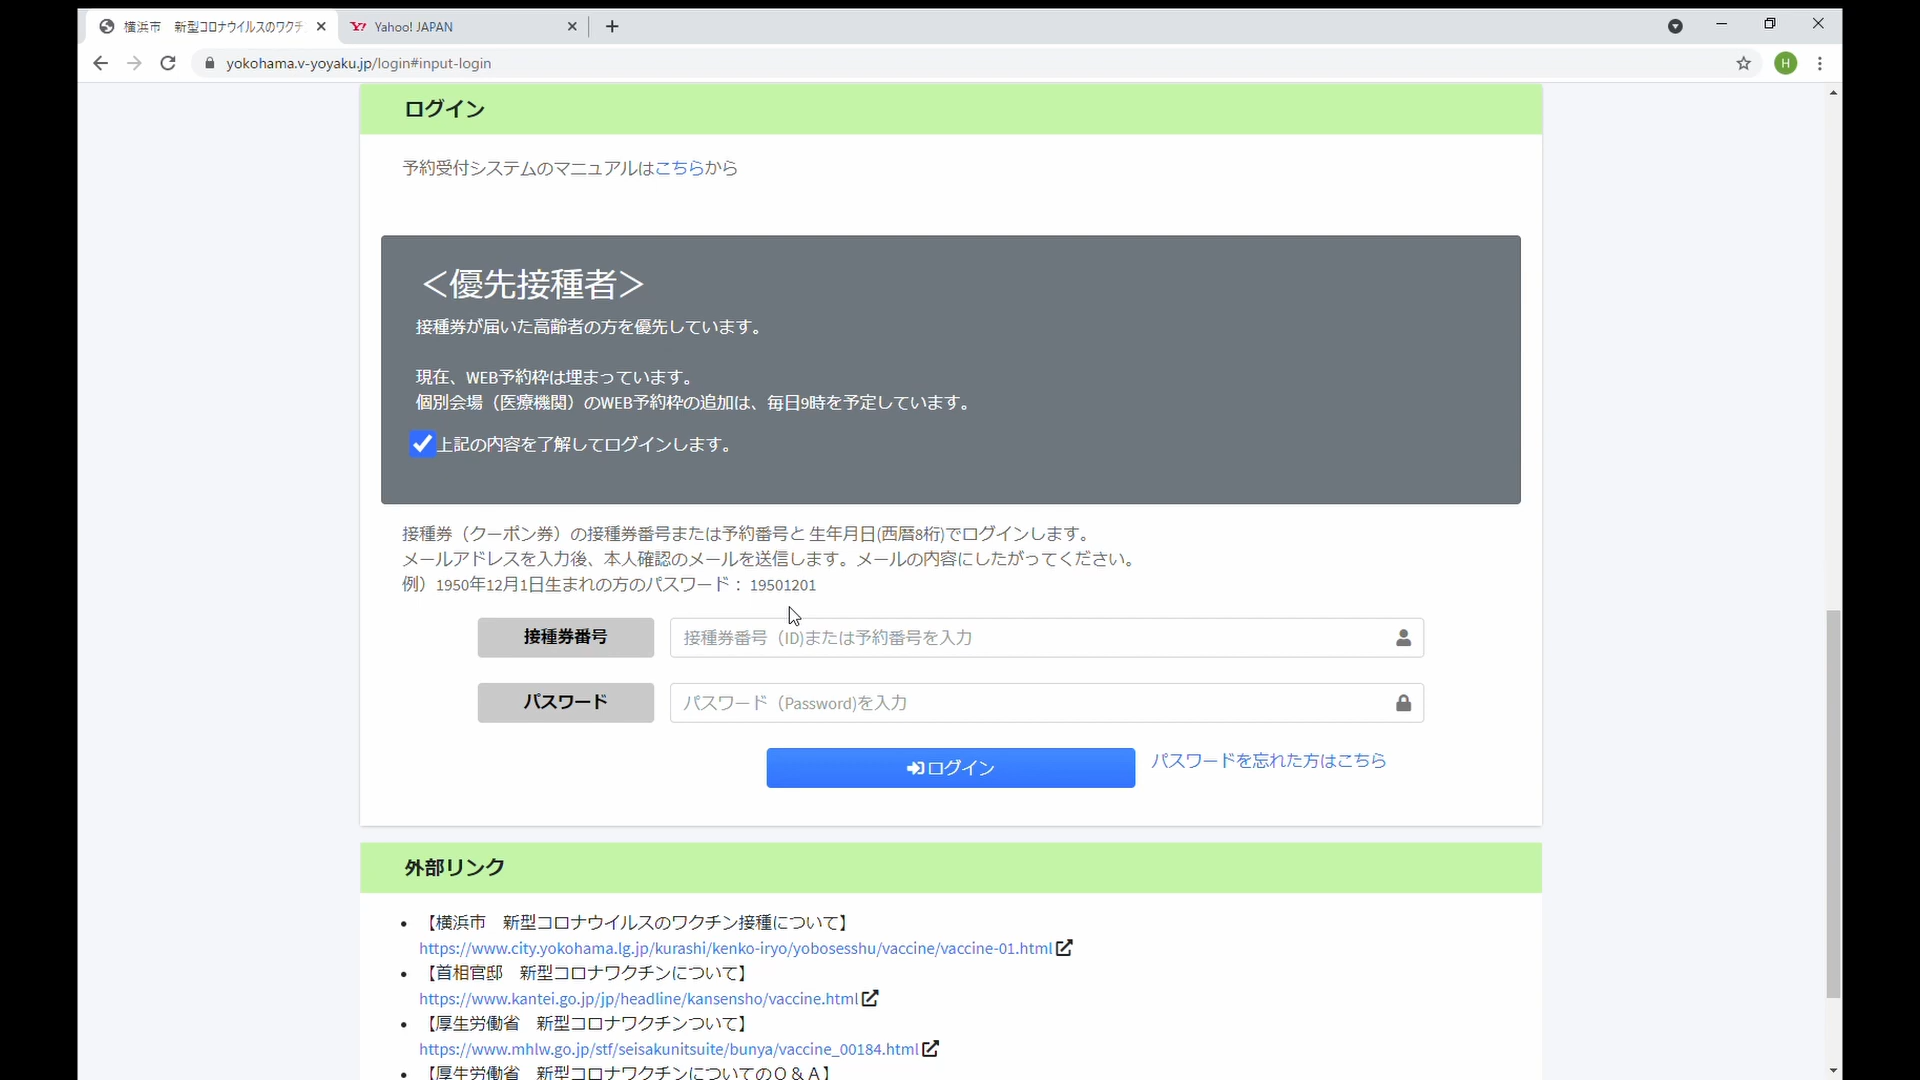 横浜市　新型コロナウイルスのワクチ
Yahoo! JAPAN
yokohama.v-yoyaku.jp/login#input-login
H
ログイン
予約受付システムのマニュアルはこちらから
＜優先接種者＞
接種券が届いた高齢者の方を優先しています。
現在、WEB予約枠は埋まっています。
個別会場（医療機関）のWEB予約枠の追加は、毎日9時を予定しています。
上記の内容を了解してログインします。
接種券（クーポン券）の接種券番号または予約番号と 生年月日(西暦8桁)でログインします。
メールアドレスを入力後、本人確認のメールを送信します。メールの内容にしたがってください。
例）1950年12月1日生まれの方のパスワード： 19501201
接種券番号
接種券番号（ID)または予約番号を入力
パスワード
パスワード（Password)を入力
ログイン
パスワードを忘れた方はこちら
外部リンク
【横浜市　新型コロナウイルスのワクチン接種について】
https://www.city.yokohama.lg.jp/kurashi/kenko-iryo/yobosesshu/vaccine/vaccine-01.html
【首相官邸　新型コロナワクチンについて】
https://www.kantei.go.jp/jp/headline/kansensho/vaccine.html
【厚生労働省　新型コロナワクチンついて】
https://www.mhlw.go.jp/stf/seisakunitsuite/bunya/vaccine_00184.html
【厚生労働省　新型コロナワクチンについてのＱ＆Ａ】